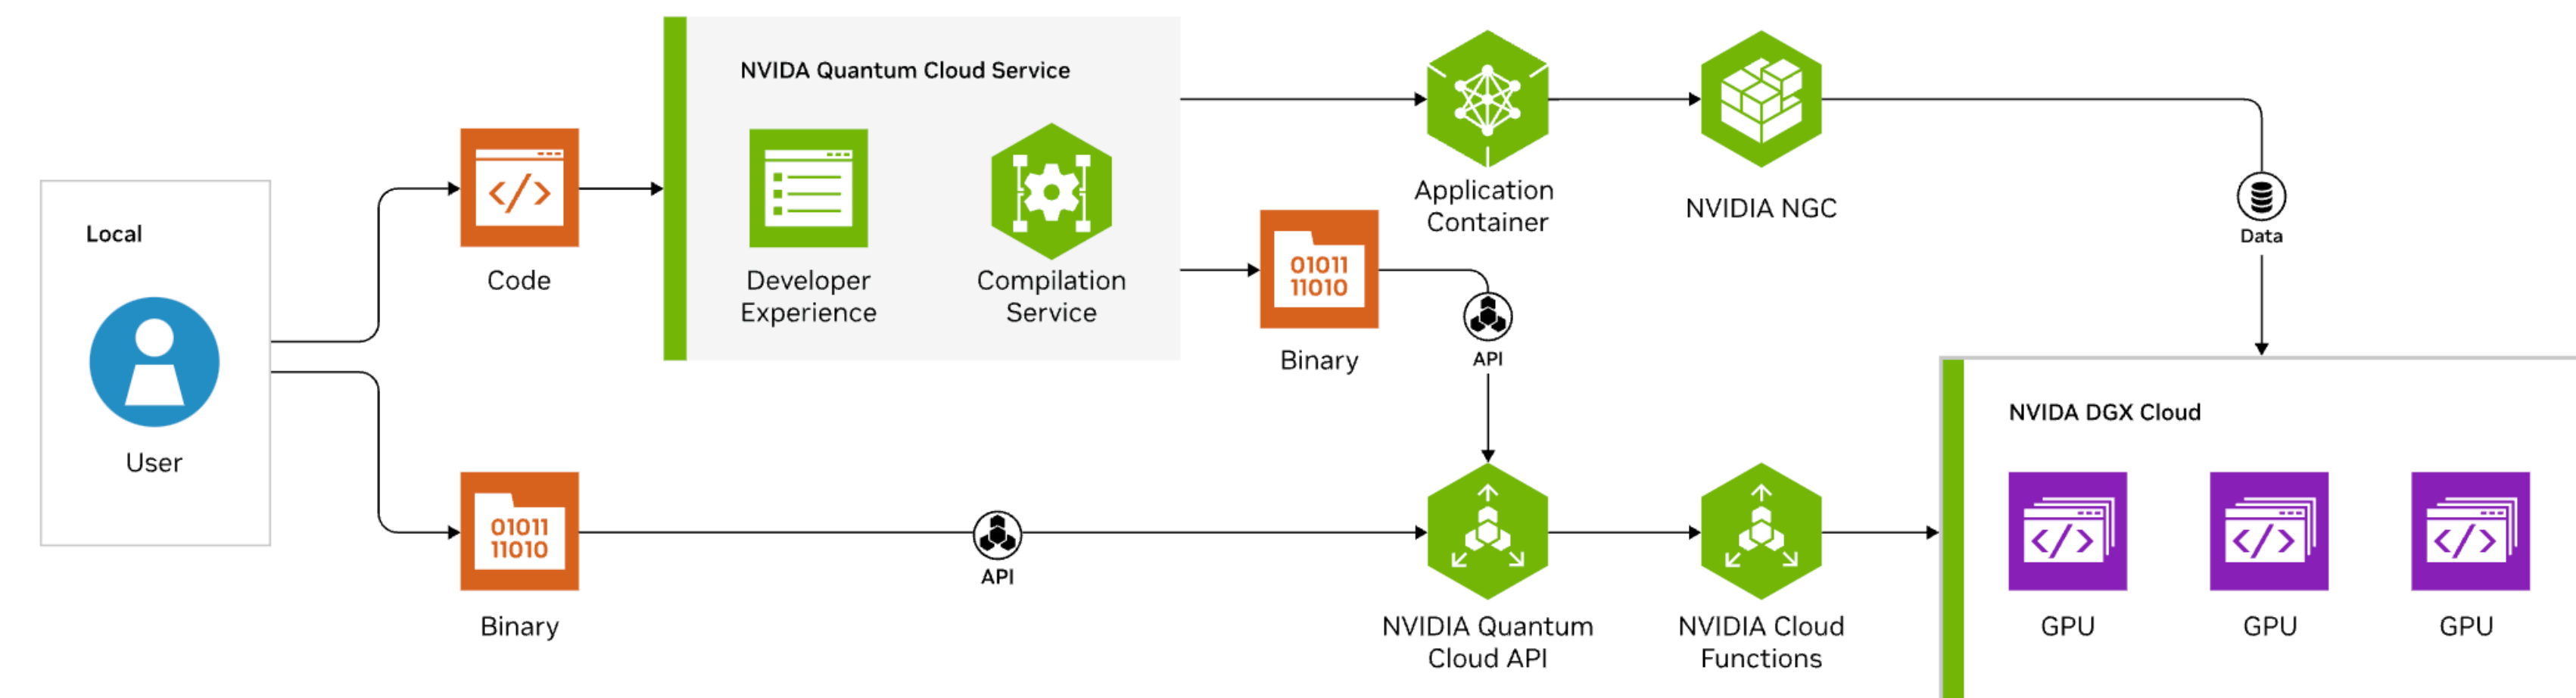 NVIDA Quantum Cloud Service
Local
User
Code
Developer
Experience
Compilation
Service
Application
Container
NVIDIA NGC
Data
01011
11010
Binary
API
NVIDA DGX Cloud
01011
11010
Binary
API
NVIDIA Quantum
Cloud API
NVIDIA Cloud
Functions
GPU
GPU
GPU